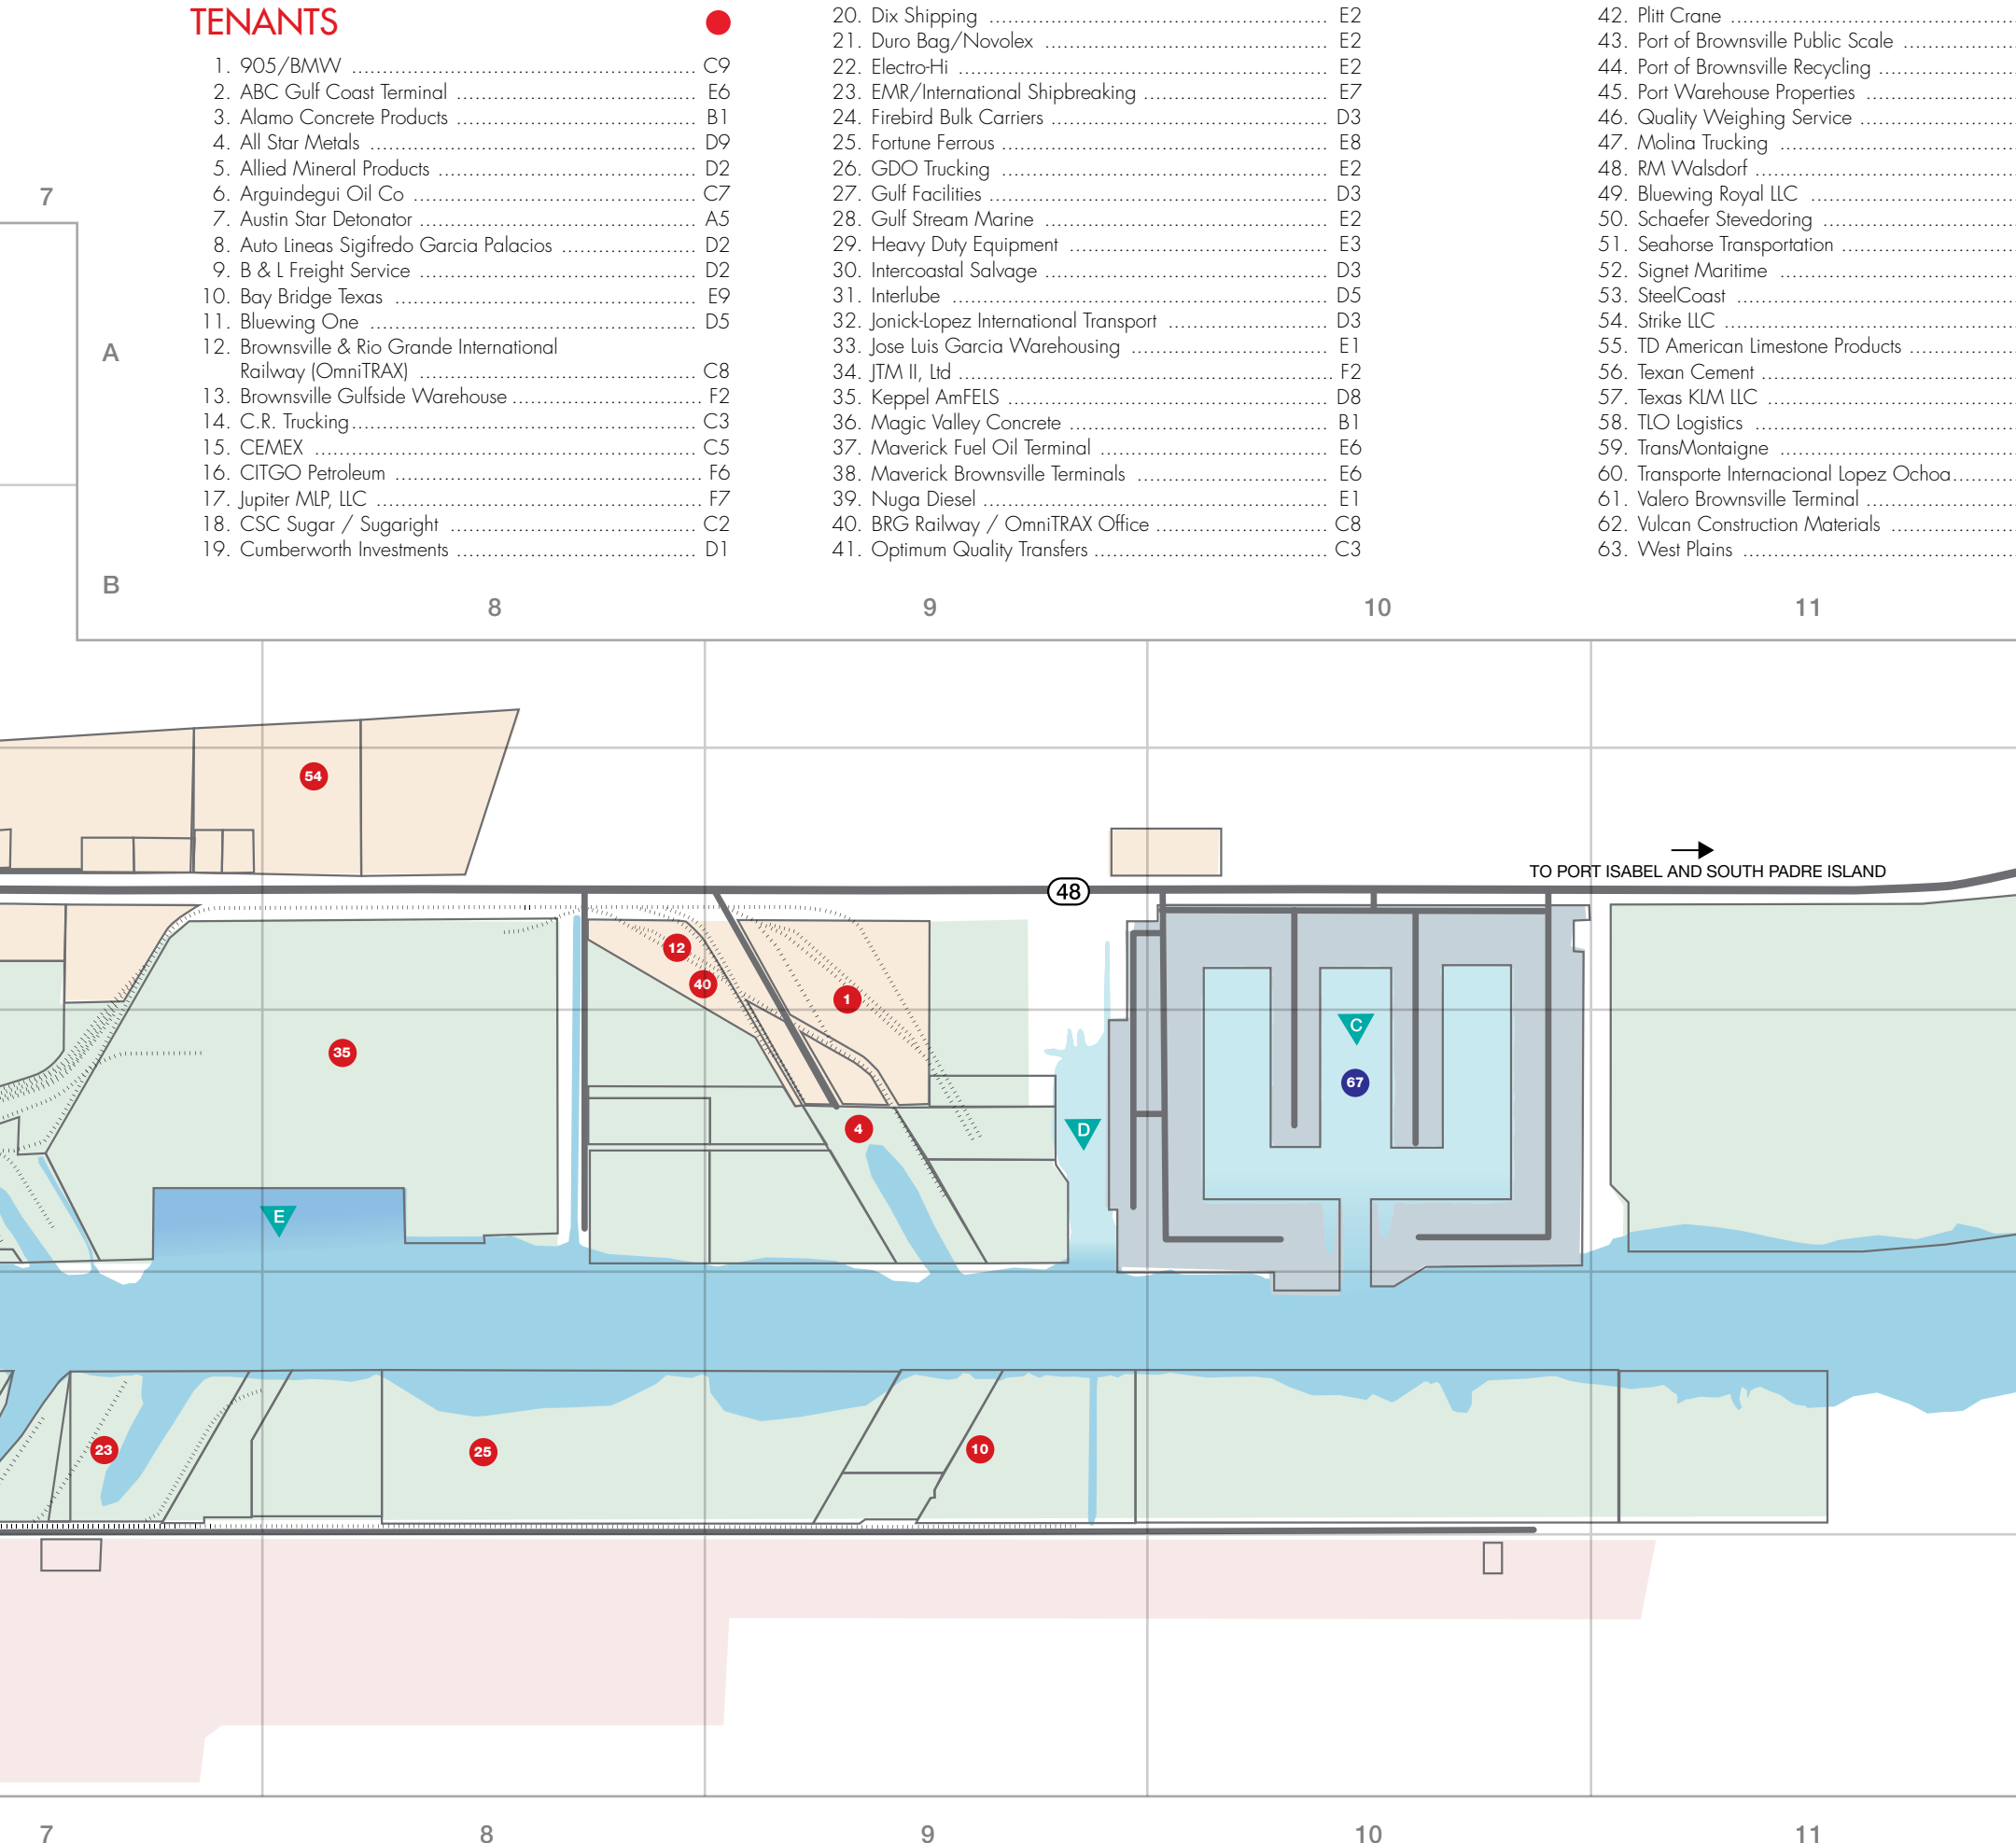 TENANTS
1. 905/BMW ... C9
2. ABC Gulf Coast Terminal ... E6
3. Alamo Concrete Products ... B1
4. All Star Metals ... D9
5. Allied Mineral Products ... D2
6. Arguindegui Oil Co ... C7
7. Austin Star Detonator ... A5
8. Auto Lineas Sigifredo Garcia Palacios ... D2
9. B & L Freight Service ... D2
10. Bay Bridge Texas ... E9
11. Bluewing One ... D5
12. Brownsville & Rio Grande International
Railway (OmniTRAX) ... C8
13. Brownsville Gulfside Warehouse ... F2
14. C.R. Trucking ... C3
15. CEMEX ... C5
16. CITGO Petroleum ... F6
17. Jupiter MLP, LLC ... F7
18. CSC Sugar / Sugaright ... C2
19. Cumberworth Investments ... D1
20. Dix Shipping ... E2
21. Duro Bag/Novolex ... E2
22. Electro-Hi ... E2
23. EMR/International Shipbreaking ... E7
24. Firebird Bulk Carriers ... D3
25. Fortune Ferrous ... E8
26. GDO Trucking ... E2
27. Gulf Facilities ... D3
28. Gulf Stream Marine ... E2
29. Heavy Duty Equipment ... E3
30. Intercoastal Salvage ... D3
31. Interlube ... D5
32. Jonick-Lopez International Transport ... D3
33. Jose Luis Garcia Warehousing ... E1
34. JTM II, Ltd ... F2
35. Keppel AmFELS ... D8
36. Magic Valley Concrete ... B1
37. Maverick Fuel Oil Terminal ... E6
38. Maverick Brownsville Terminals ... E6
39. Nuga Diesel ... E1
40. BRG Railway / OmniTRAX Office ... C8
41. Optimum Quality Transfers ... C3
42. Plitt Crane ...
43. Port of Brownsville Public Scale ...
44. Port of Brownsville Recycling ...
45. Port Warehouse Properties ...
46. Quality Weighing Service ...
47. Molina Trucking ...
48. RM Walsdorf ...
49. Bluewing Royal LLC ...
50. Schaefer Stevedoring ...
51. Seahorse Transportation ...
52. Signet Maritime ...
53. SteelCoast ...
54. Strike LLC ...
55. TD American Limestone Products ...
56. Texan Cement ...
57. Texas KLM LLC ...
58. TLO Logistics ...
59. TransMontaigne ...
60. Transporte Internacional Lopez Ochoa...
61. Valero Brownsville Terminal ...
62. Vulcan Construction Materials ...
63. West Plains ...
7
A
B
8 9 10 11
54
TO PORT ISABEL AND SOUTH PADRE ISLAND
48
12
40
1
C
35
67
4
D
E
23
25
10
7 8 9 10 11